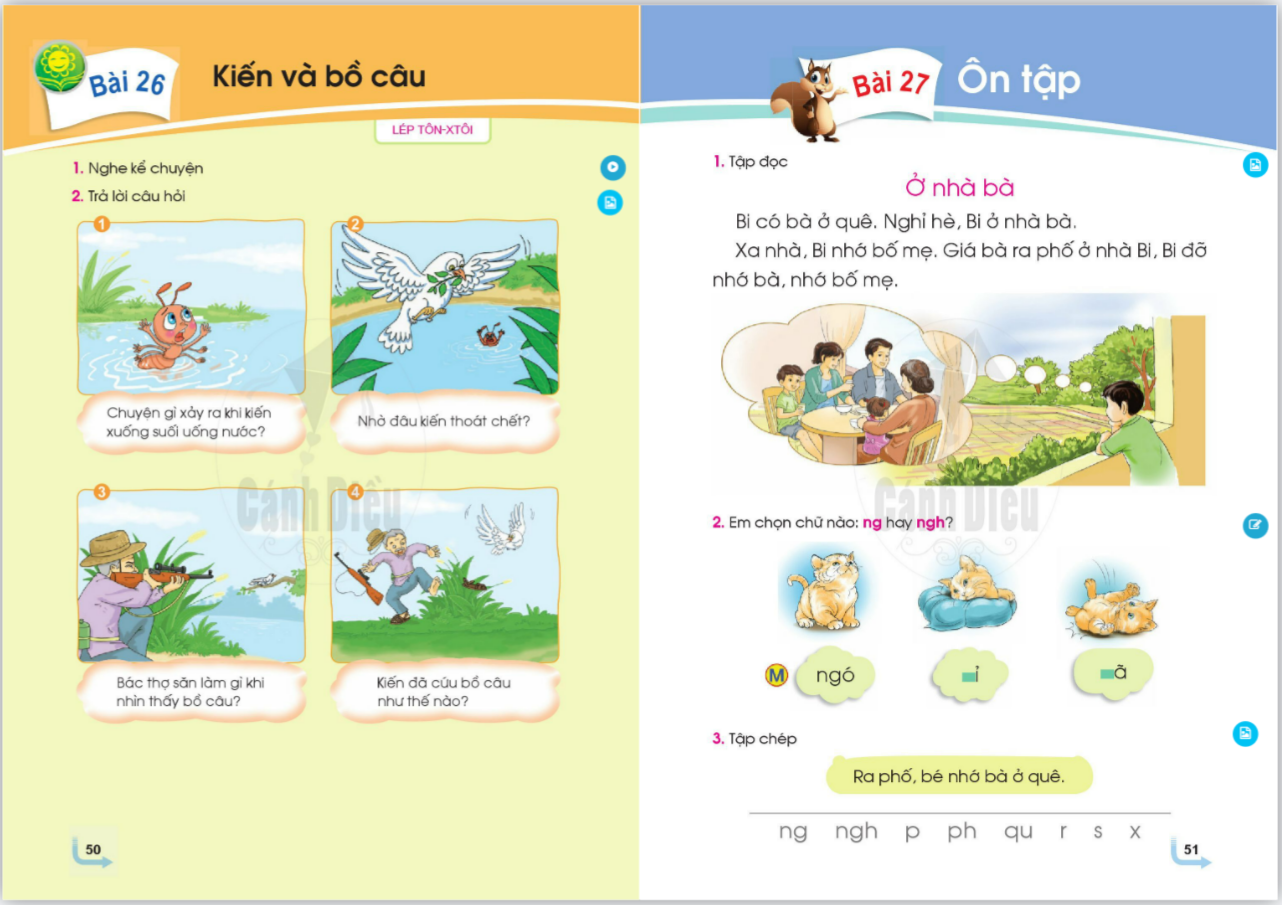 Bài 26
Kiến và bồ câu
LÉP TÔN-XTÔI
1. Nghe kể chuyện
2. Trả lời câu hỏi
1
2
Chuyện gì xảy ra khi kiến
xuống suối uống nước?
Nhờ đâu kiến thoát chết?
3
4
Bác thợ săn làm gì khi
nhìn thấy bồ câu?
Kiến đã cứu bồ câu
như thế nào?
Cánh Diều
50
Bài 27
Ôn tập
1. Tập đọc
Ở nhà bà
Bi có bà ở quê. Nghỉ hè, Bi ở nhà bà.
Xa nhà, Bi nhớ bố mẹ. Giá bà ra phố ở nhà Bi, Bi đỡ
nhớ bà, nhớ bố mẹ.
Cánh Diều
2. Em chọn chữ nào: ng hay ngh?
M ngó ỉ ã
3. Tập chép
Ra phố, bé nhớ bà ở quê.
ng ngh p ph qu r s x
51